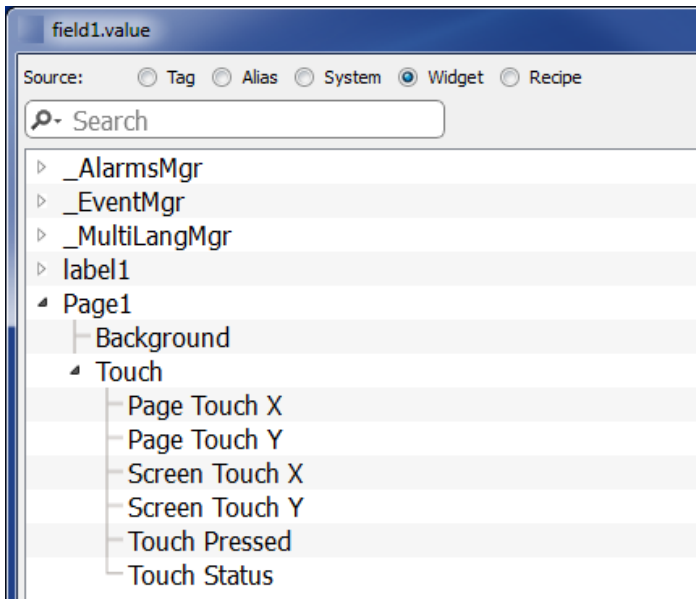 field1.value
Source: Tag Alias System Widget Recipe
Search
_AlarmsMgr
_EventMgr
_MultiLangMgr
label1
Page1
Background
Touch
Page Touch X
Page Touch Y
Screen Touch X
Screen Touch Y
Touch Pressed
Touch Status